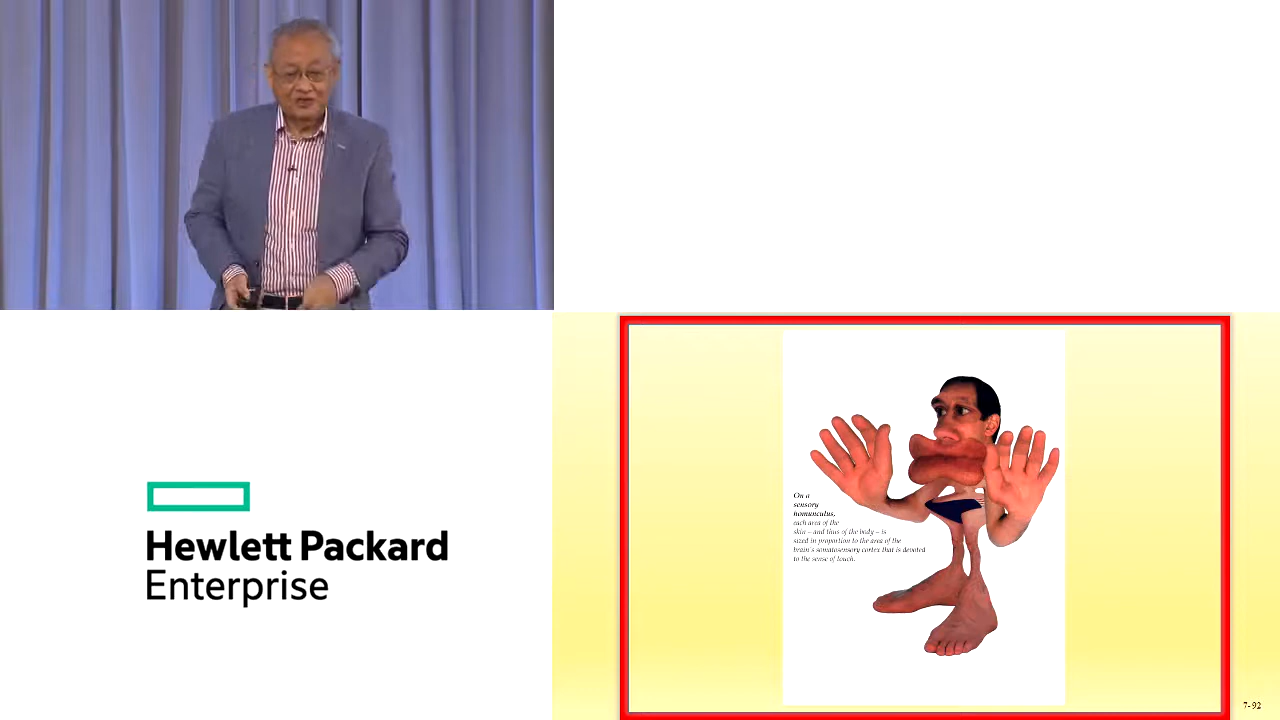 Hewlett Packard
Enterprise
On a
sensory
homunculus,
each area of the
skin – and thus of the body – is
sized in proportion to the area of the
brain's somatosensory cortex that is devoted
to the sense of touch.
7-92